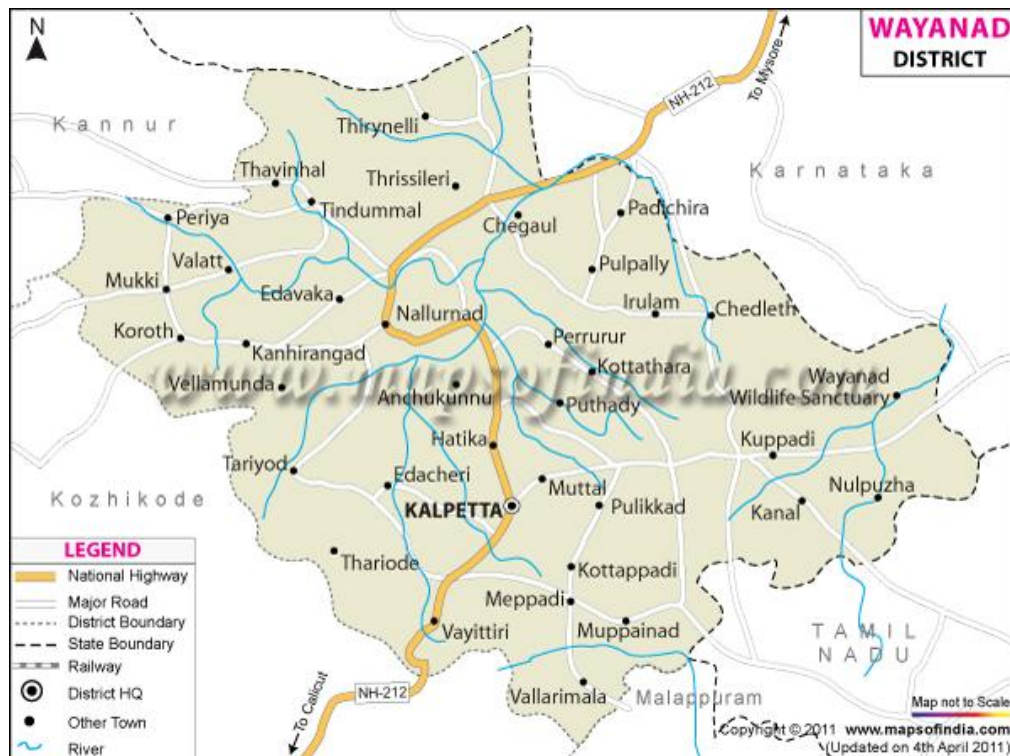 N
WAYANAD
DISTRICT
To Mysore
NH-212
Kannur
Karnataka
Thirynelli
Thavinhal
Thrissileri
Tindummal
Periya
Padichira
Chegaul
Valatt
Pulpally
Mukki
Edavaka
Irulam
Chedleth
Nallurnad
Koroth
Kanhirangad
Perrurur
Kottathara
www.mapsofindia.com
Vellamunda
Anchukunnu
Puthady
Wayanad
Wildlife Sanctuary
Hatika
Kuppadi
Tariyod
Edacheri
Muttal
Nulpuzha
Kozhikode
KALPETTA
Pulikkad
Kanal
Thariode
Kottappadi
Meppadi
Vayittiri
Muppainad
TAMIL
NADU
Vallarimala
Malappuram
NH-212
To Calicut
LEGEND
National Highway
Major Road
District Boundary
State Boundary
Railway
District HQ
Other Town
River
Map not to Scale
Copyright © 2011 www.mapsofindia.com
(Updated on 4th April 2011)